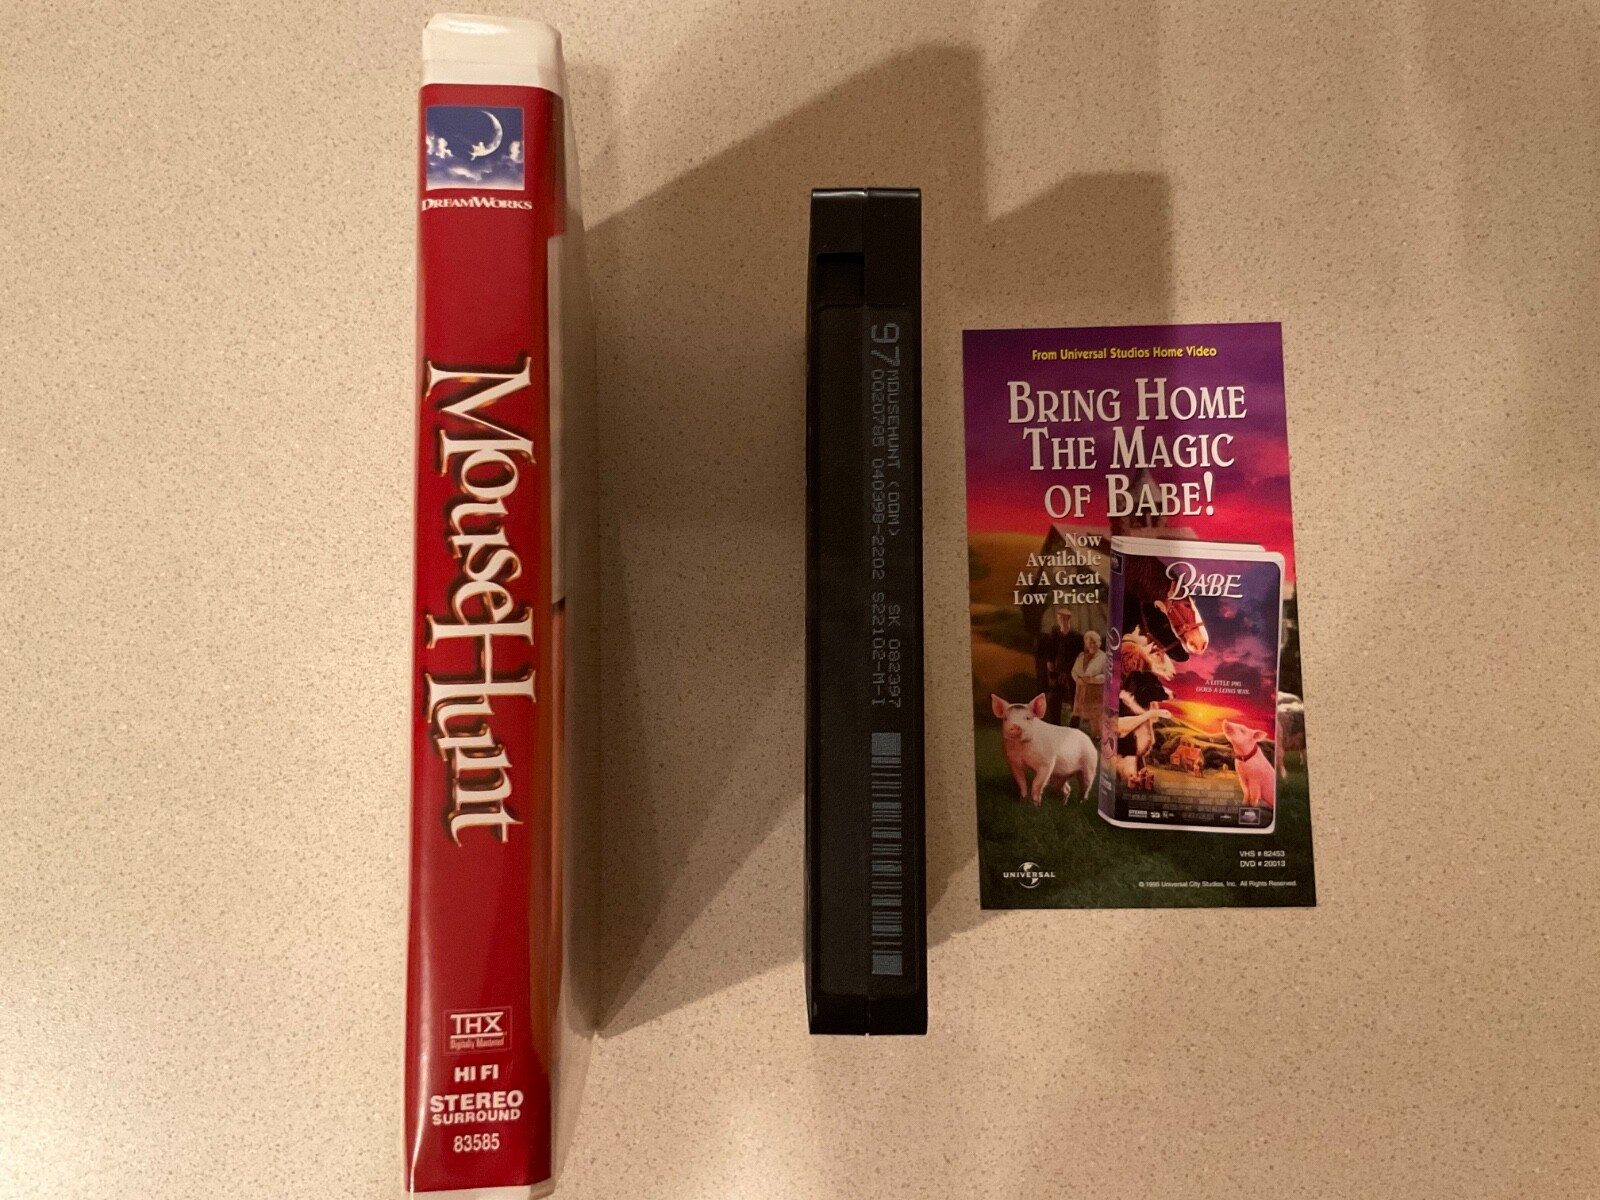 DREAMWORKS
MOUSEHUNT
THX
Digitally Mastered
HI FI
STEREO
SURROUND
83585
97 MOUSEHUNT (DDM) SK 082397
0020785 040398-2202 S22102-M-I
From Universal Studios Home Video
BRING HOME
THE MAGIC
OF BABE!
Now
Available
At A Great
Low Price!
BABE
A LITTLE PIG
GOES A LONG WAY.
STEREO
UNIVERSAL
VHS # 82453
DVD # 20013
© 1995 Universal City Studios, Inc. All Rights Reserved.